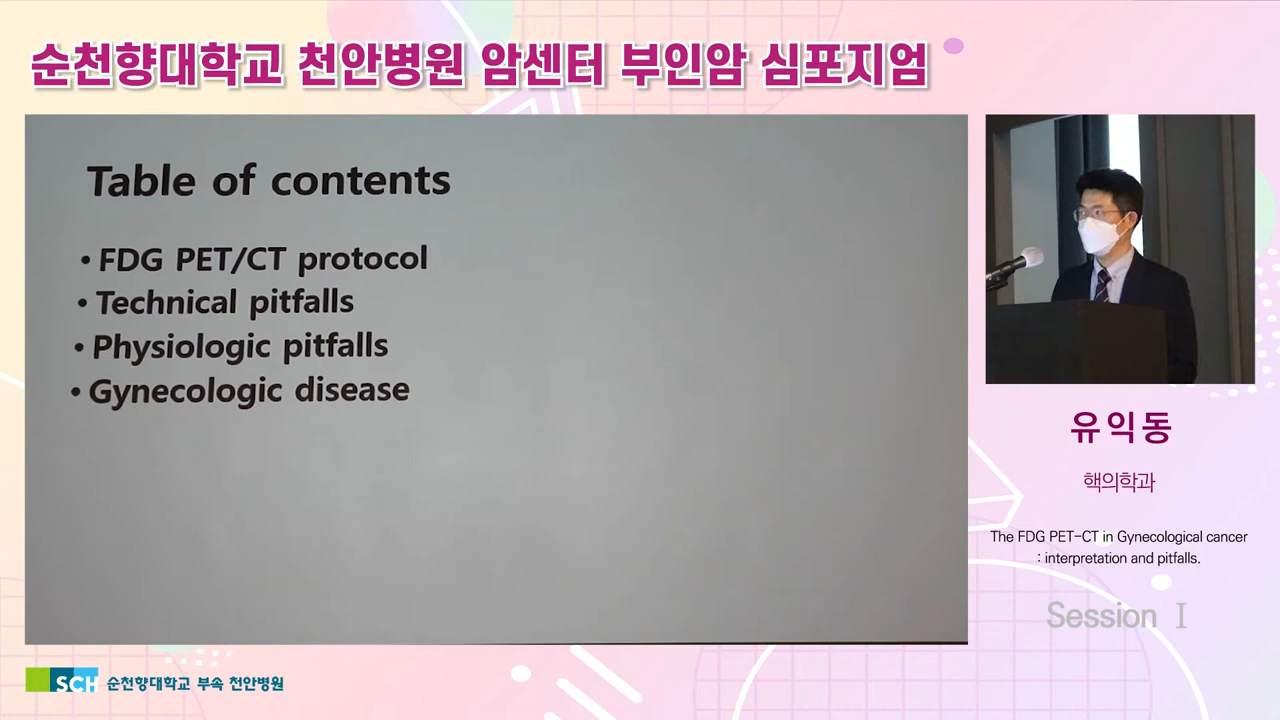 순천향대학교 천안병원 암센터 부인암 심포지엄
Table of contents
• FDG PET/CT protocol
• Technical pitfalls
• Physiologic pitfalls
• Gynecologic disease
유익동
핵의학과
The FDG PET-CT in Gynecological cancer
: interpretation and pitfalls.
Session Ⅰ
SCH 순천향대학교 부속 천안병원